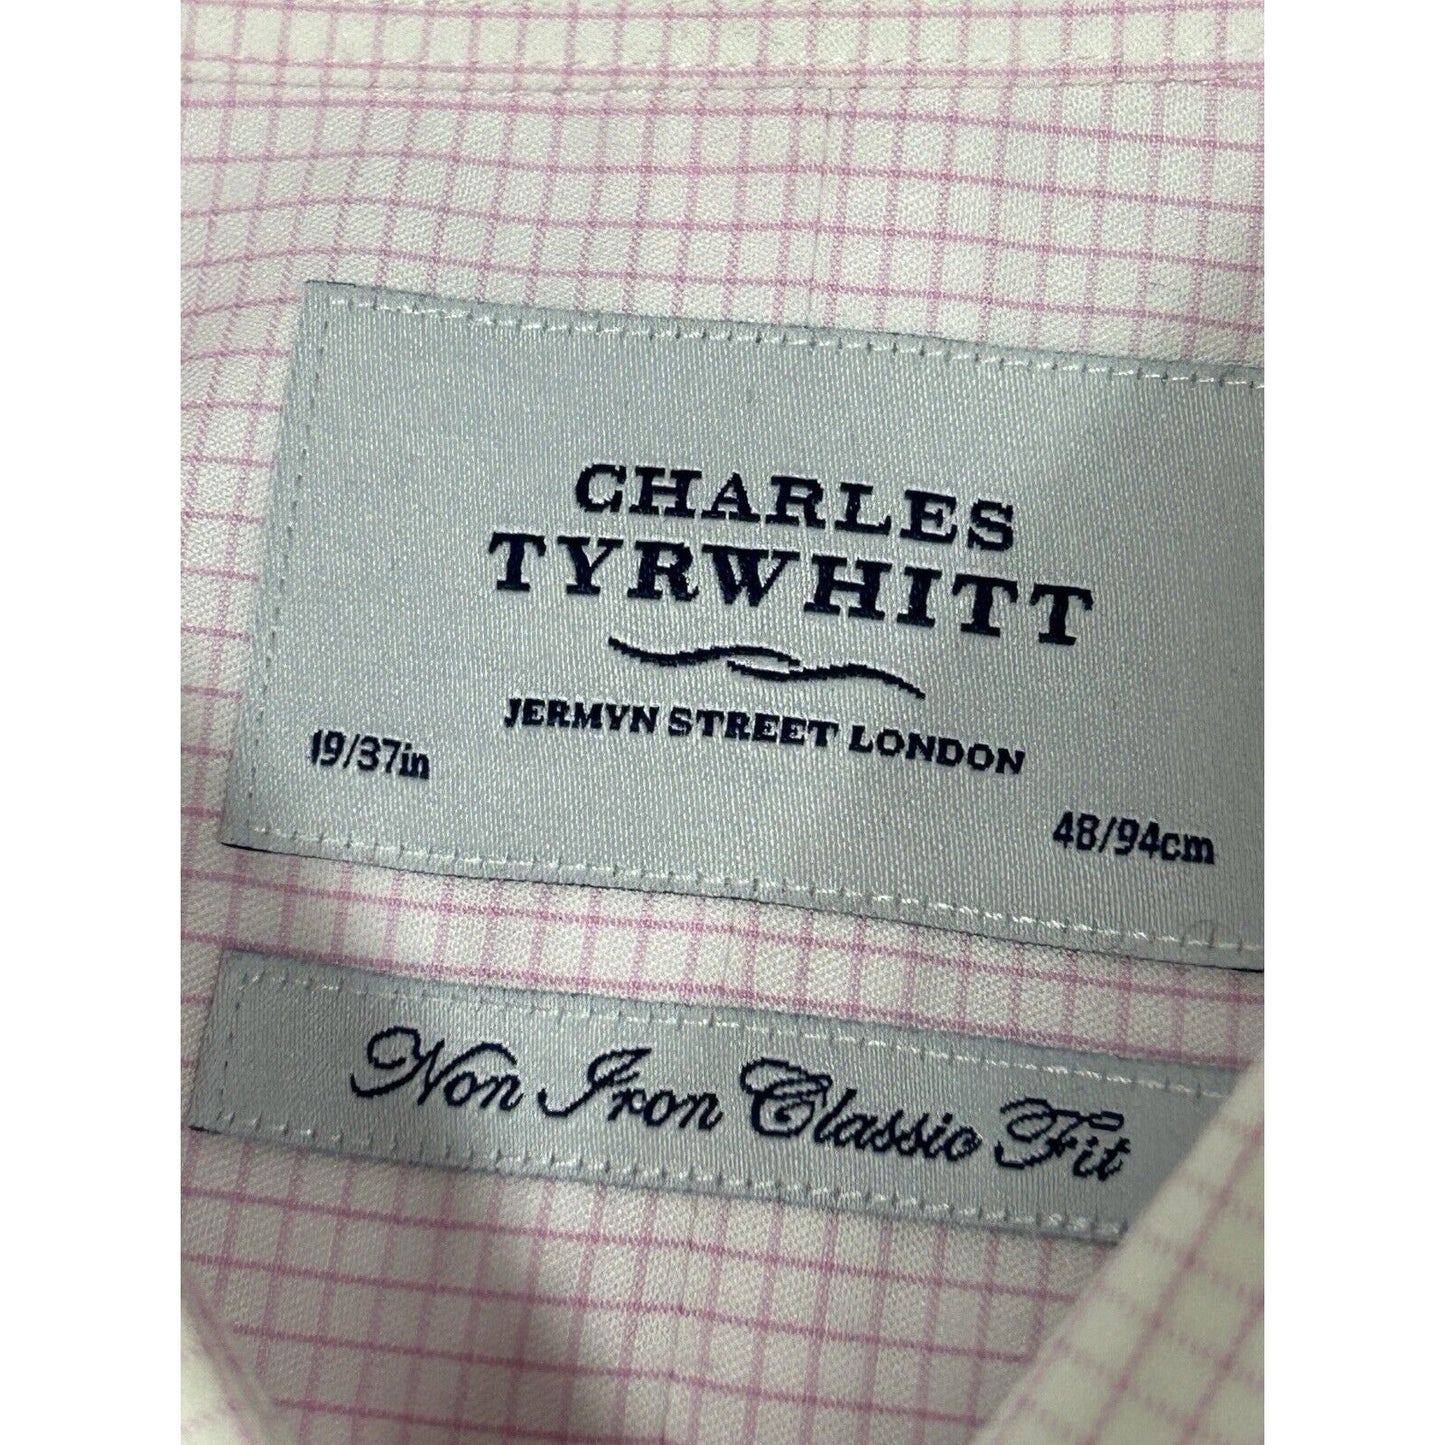 CHARLES
TYRWHITT
JERMYN STREET LONDON
19/37in
48/94cm
Non Iron Classic Fit